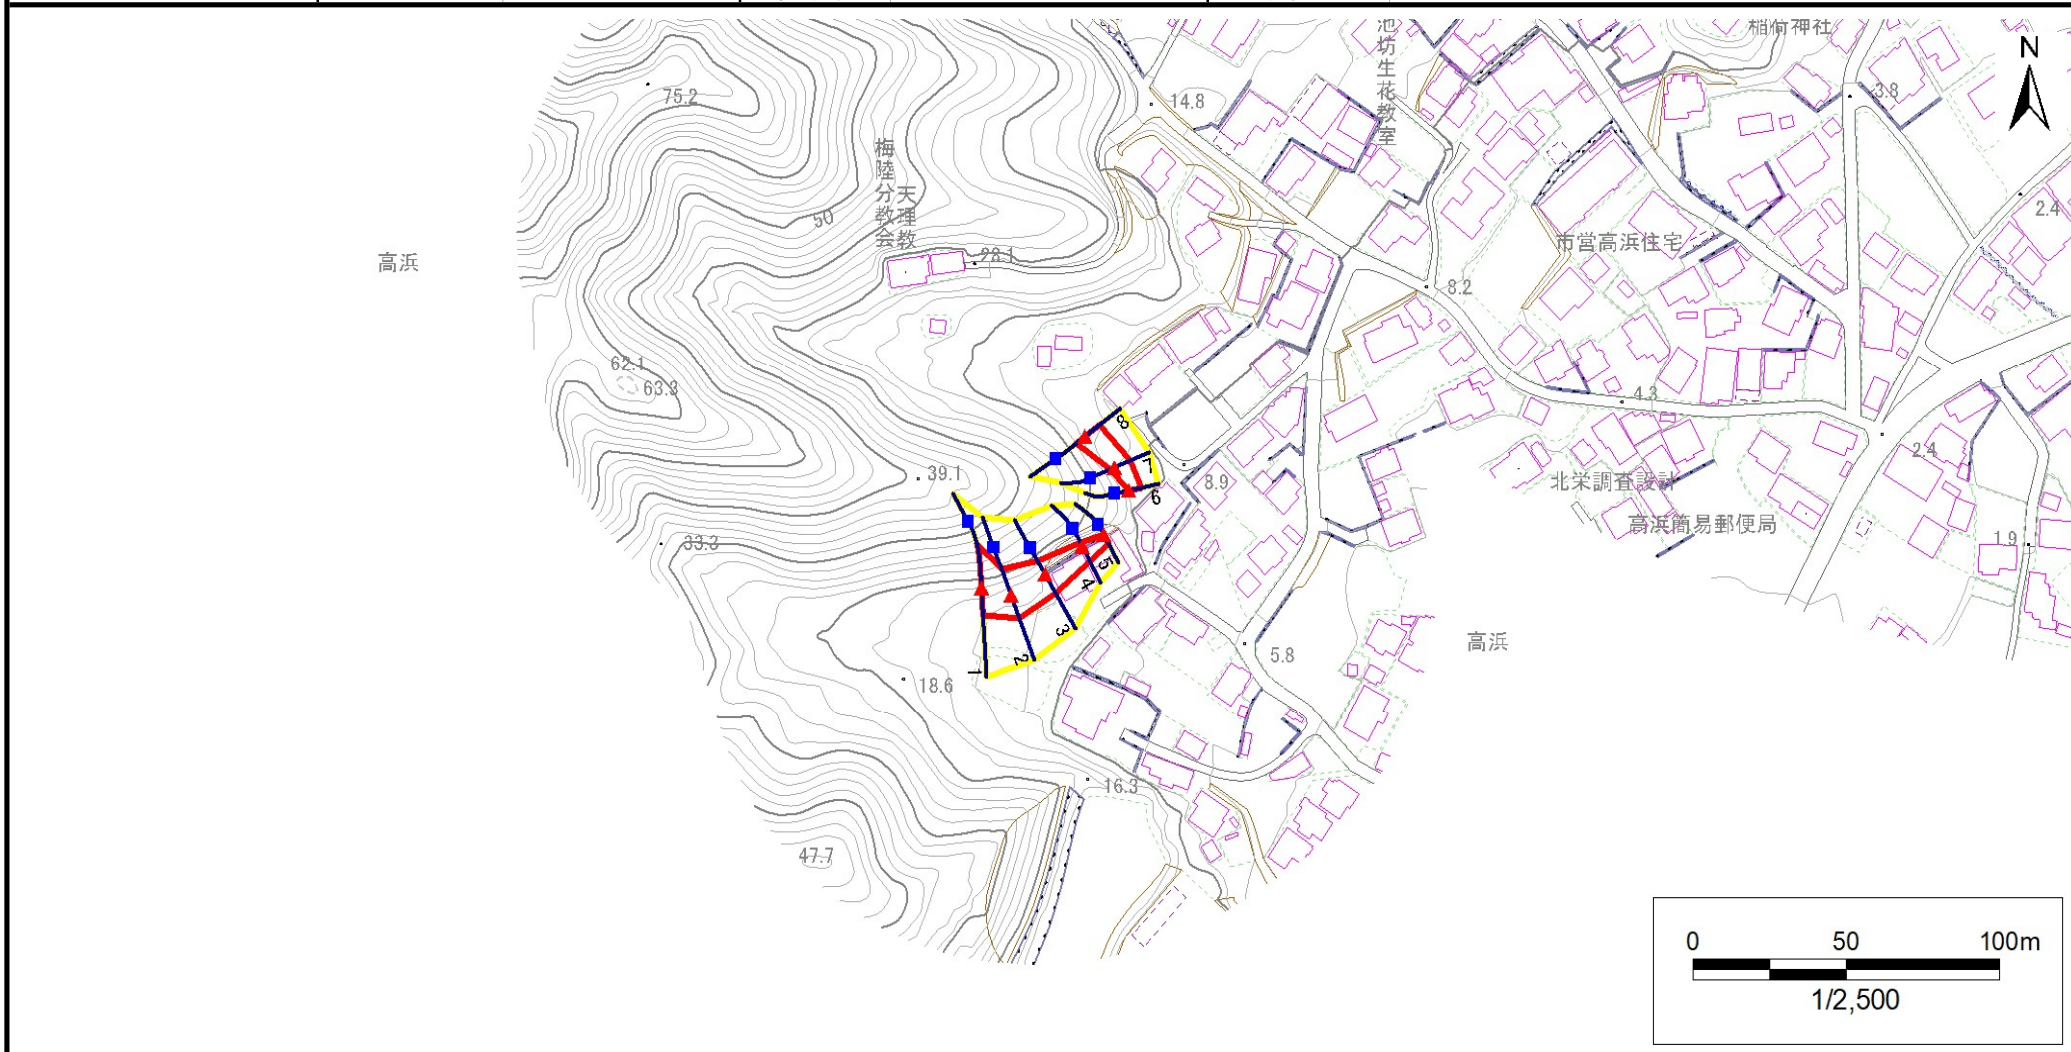 稲荷神社
池坊生花教室
N
75.2
14.8
3.8
梅陸分教会
天理教
50
2.4
市営高浜住宅
高浜
28.1
8.2
62.1
63.3
4.3
8
39.1
7
2.4
8.9
6
北栄調査設計
高浜簡易郵便局
33.3
1.9
5
4
3
高浜
2
5.8
1
18.6
16.3
47.7
0 50 100m
1/2,500